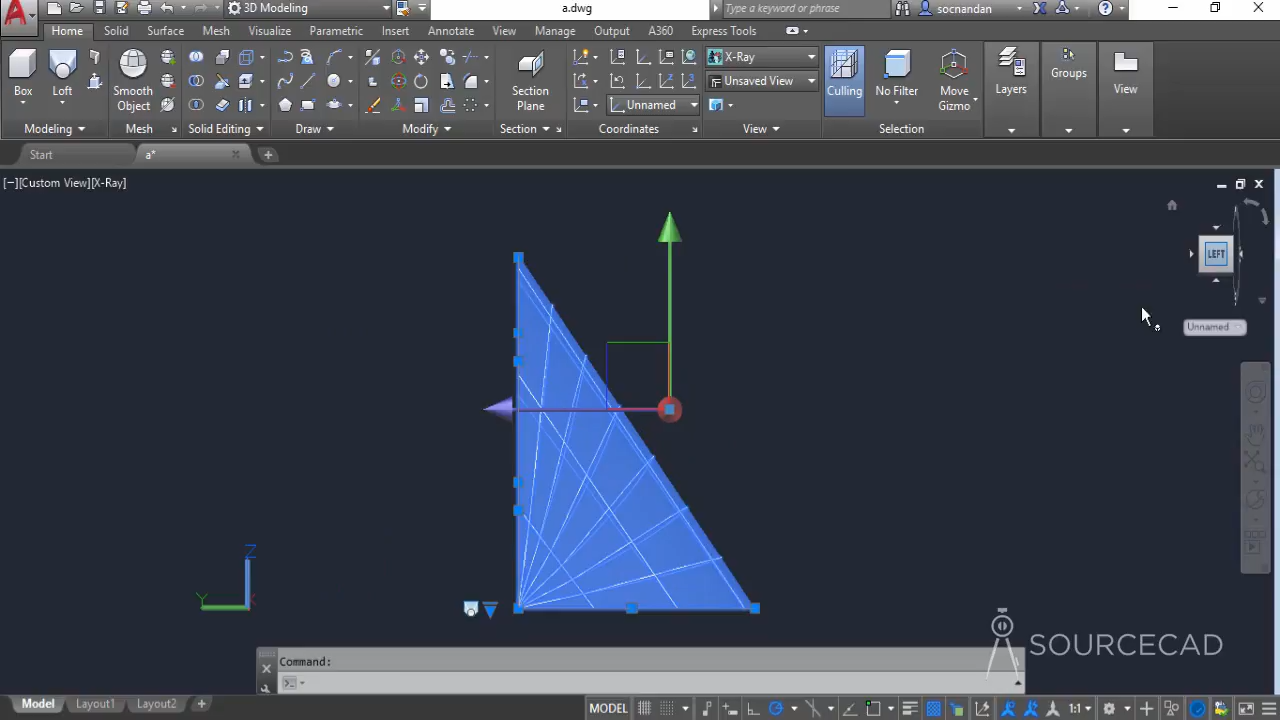 3D Modeling
a.dwg
Type a keyword or phrase
socnandan
Home Solid Surface Mesh Visualize Parametric Insert Annotate View Manage Output A360 Express Tools
Box
Loft
Smooth
Object
Section
Plane
X-Ray
Unsaved View
Unnamed
Culling
No Filter
Move
Gizmo
Layers
Groups
View
Modeling
Mesh
Solid Editing
Draw
Modify
Section
Coordinates
View
Selection
Start
a*
[−][Custom View][X-Ray]
LEFT
Unnamed
Z
Y
X
SOURCECAD
Command:
Model
Layout1
Layout2
MODEL
1:1